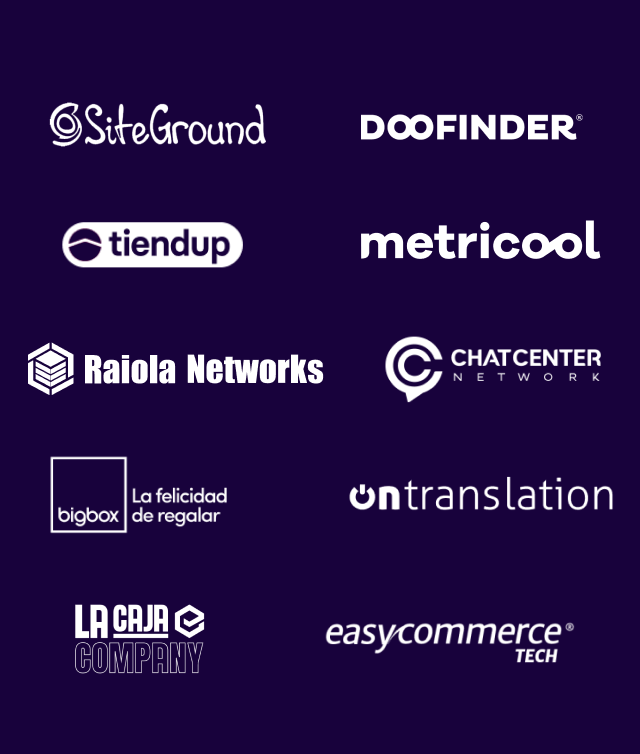 SiteGround
DOOFINDER®
tiendup
metricool
Raiola Networks
CHATCENTER
NETWORK
bigbox
La felicidad
de regalar
ontranslation
LA CAJA
COMPANY
easycommerce®
TECH